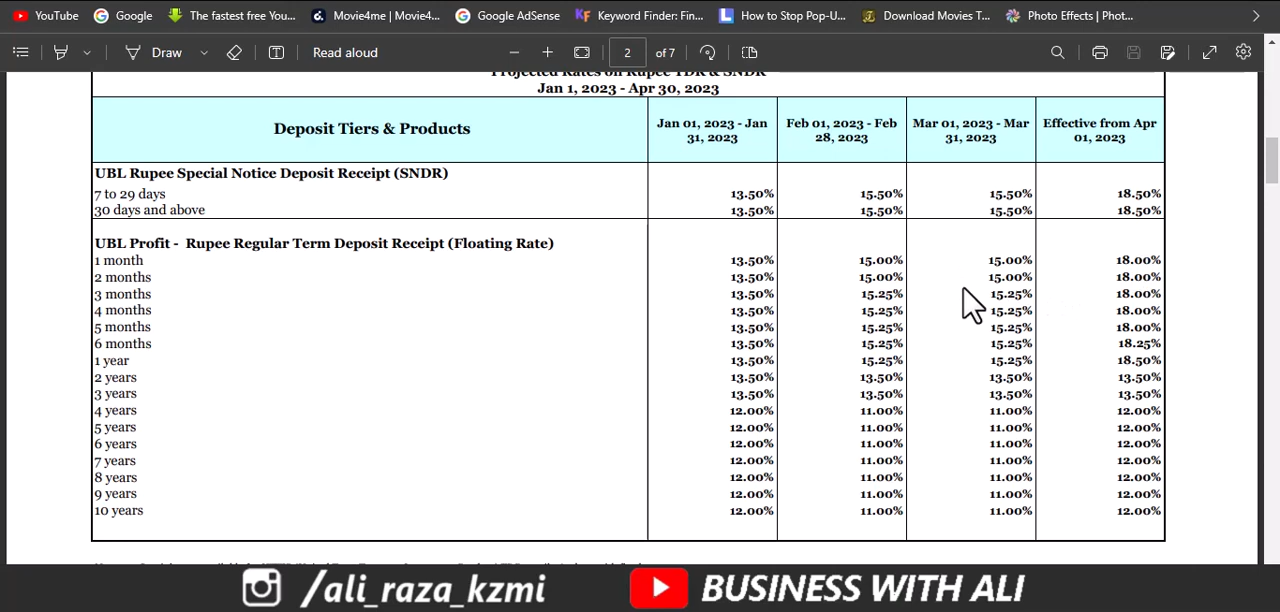 YouTube Google The fastest free You... Movie4me | Movie4... Google AdSense Keyword Finder: Fin... How to Stop Pop-U... Download Movies T... Photo Effects | Phot...
Draw Read aloud 2 of 7
Projected Rates on Rupee TDR & SNDR
Jan 1, 2023 - Apr 30, 2023
Deposit Tiers & Products Jan 01, 2023 - Jan 31, 2023 Feb 01, 2023 - Feb 28, 2023 Mar 01, 2023 - Mar 31, 2023 Effective from Apr 01, 2023
UBL Rupee Special Notice Deposit Receipt (SNDR)
7 to 29 days 13.50% 15.50% 15.50% 18.50%
30 days and above 13.50% 15.50% 15.50% 18.50%
UBL Profit - Rupee Regular Term Deposit Receipt (Floating Rate)
1 month 13.50% 15.00% 15.00% 18.00%
2 months 13.50% 15.00% 15.00% 18.00%
3 months 13.50% 15.25% 15.25% 18.00%
4 months 13.50% 15.25% 15.25% 18.00%
5 months 13.50% 15.25% 15.25% 18.00%
6 months 13.50% 15.25% 15.25% 18.25%
1 year 13.50% 15.25% 15.25% 18.50%
2 years 13.50% 13.50% 13.50% 13.50%
3 years 13.50% 13.50% 13.50% 13.50%
4 years 12.00% 11.00% 11.00% 12.00%
5 years 12.00% 11.00% 11.00% 12.00%
6 years 12.00% 11.00% 11.00% 12.00%
7 years 12.00% 11.00% 11.00% 12.00%
8 years 12.00% 11.00% 11.00% 12.00%
9 years 12.00% 11.00% 11.00% 12.00%
10 years 12.00% 11.00% 11.00% 12.00%
/ali_raza_kzmi BUSINESS WITH ALI